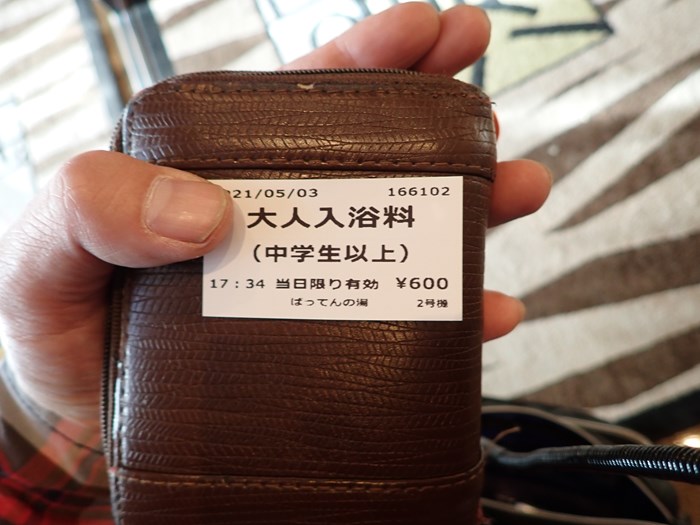 21/05/03 166102
大人入浴料
（中学生以上）
17：34 当日限り有効 ¥600
ばってんの湯 2号機